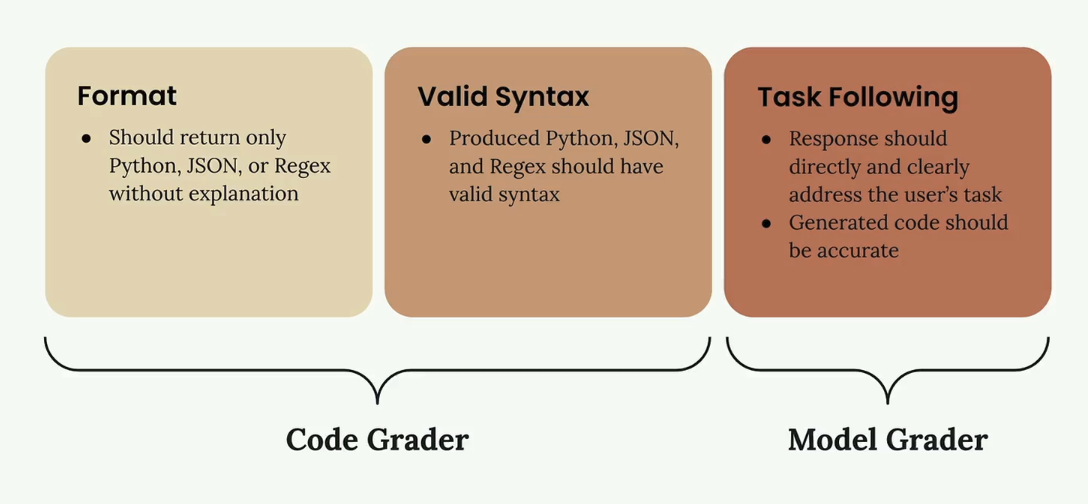 Format
● Should return only
Python, JSON, or Regex
without explanation
Valid Syntax
● Produced Python, JSON,
and Regex should have
valid syntax
Task Following
● Response should
directly and clearly
address the user’s task
● Generated code should
be accurate
Code Grader
Model Grader